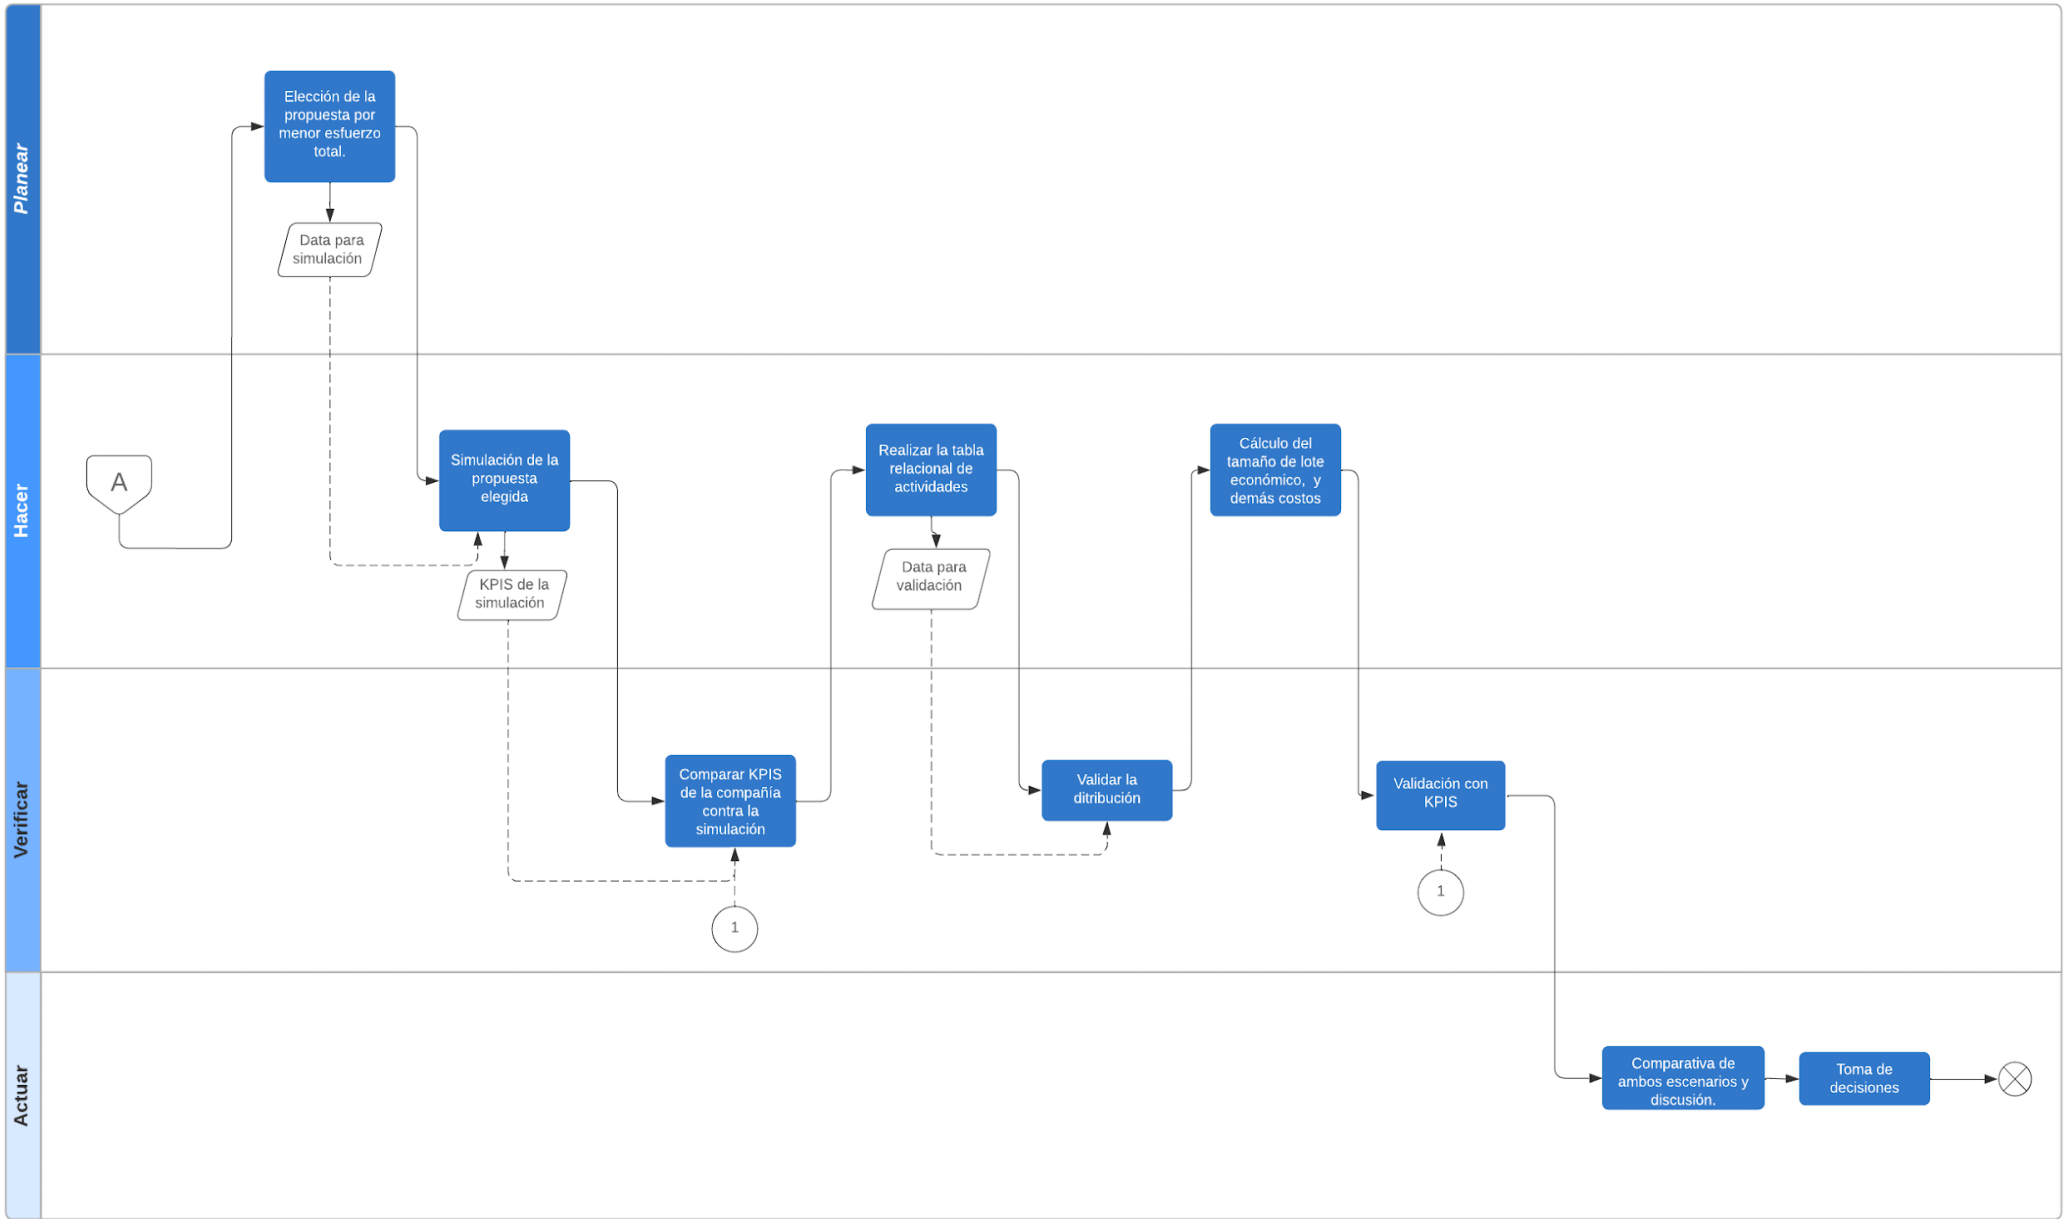 Planear
Elección de la
propuesta por
menor esfuerzo
total.
Data para
simulación
Hacer
A
Simulación de la
propuesta
elegida
KPIS de la
simulación
Realizar la tabla
relacional de
actividades
Data para
validación
Cálculo del
tamaño de lote
económico, y
demás costos
Verificar
Comparar KPIS
de la compañía
contra la
simulación
1
Validar la
ditribución
Validación con
KPIS
1
Actuar
Comparativa de
ambos escenarios y
discusión.
Toma de
decisiones